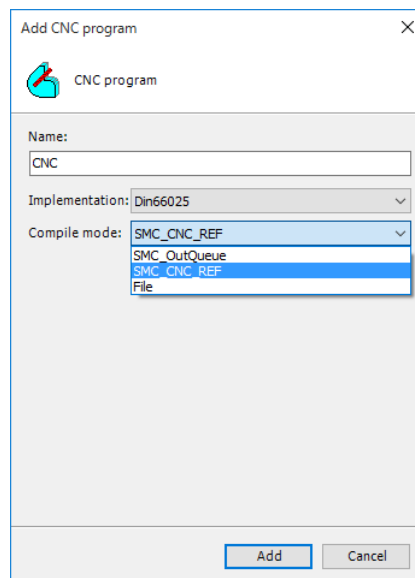 Add CNC program
CNC program
Name:
CNC
Implementation: Din66025
Compile mode: SMC_CNC_REF
SMC_OutQueue
SMC_CNC_REF
File
Add Cancel